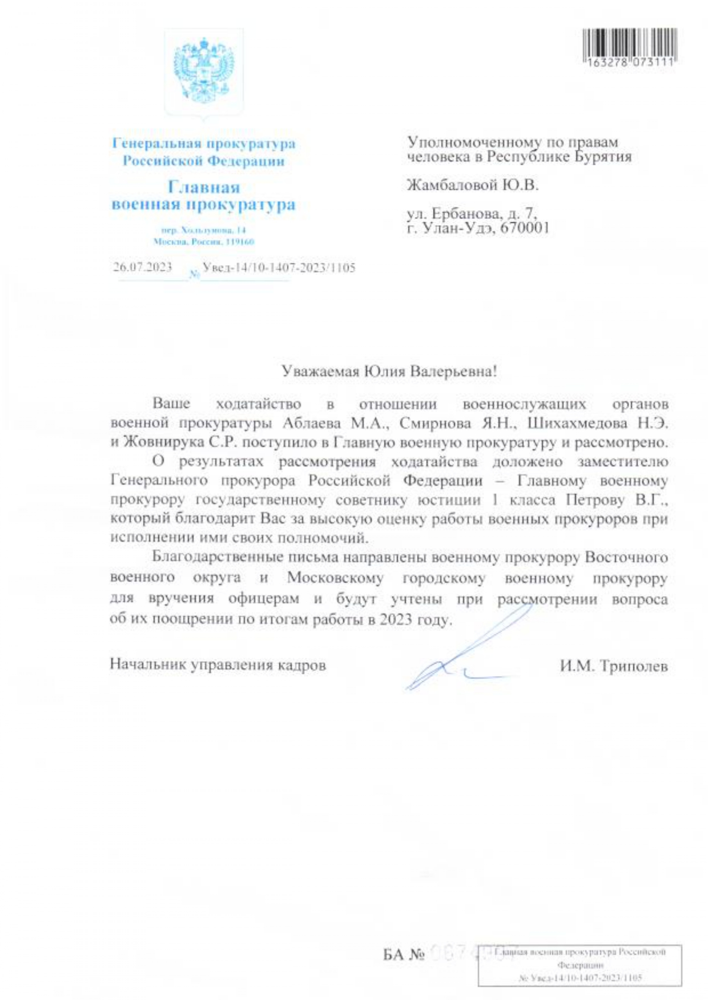 163278 073111
Генеральная прокуратура
Российской Федерации
Главная
военная прокуратура
пер. Хользунова, 14
Москва, Россия, 119160
26.07.2023 № Увед-14/10-1407-2023/1105
Уполномоченному по правам
человека в Республике Бурятия
Жамбаловой Ю.В.
ул. Ербанова, д. 7,
г. Улан-Удэ, 670001
Уважаемая Юлия Валерьевна!
Ваше ходатайство в отношении военнослужащих органов
военной прокуратуры Аблаева М.А., Смирнова Я.Н., Шихахмедова Н.Э.
и Жовнирука С.Р. поступило в Главную военную прокуратуру и рассмотрено.
О результатах рассмотрения ходатайства доложено заместителю
Генерального прокурора Российской Федерации – Главному военному
прокурору государственному советнику юстиции 1 класса Петрову В.Г.,
который благодарит Вас за высокую оценку работы военных прокуроров при
исполнении ими своих полномочий.
Благодарственные письма направлены военному прокурору Восточного
военного округа и Московскому городскому военному прокурору
для вручения офицерам и будут учтены при рассмотрении вопроса
об их поощрении по итогам работы в 2023 году.
Начальник управления кадров И.М. Триполев
БА №
Главная военная прокуратура Российской
Федерации
№ Увед-14/10-1407-2023/1105